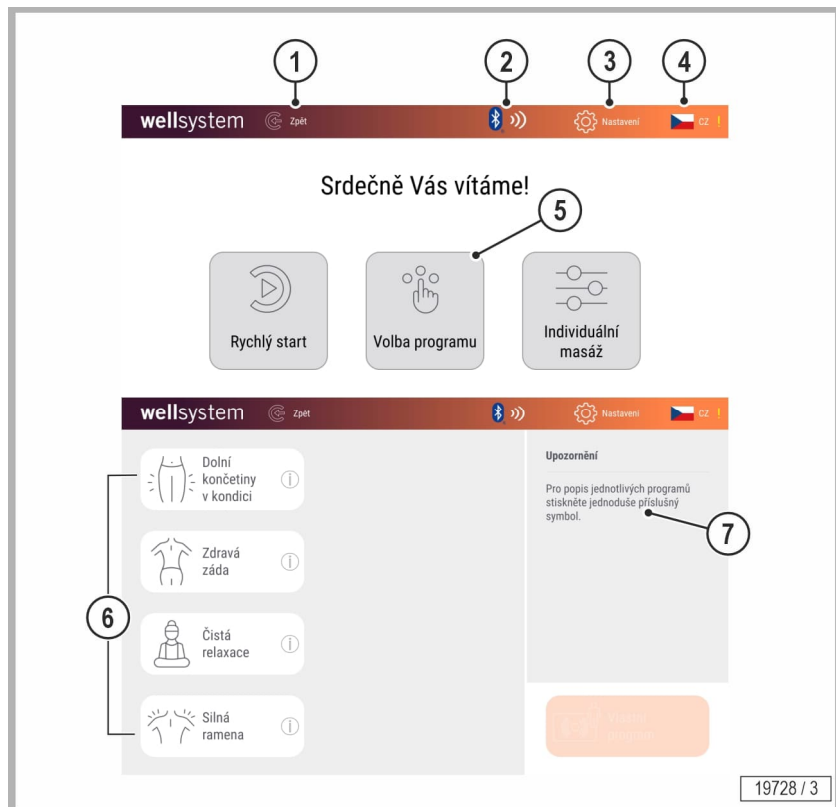 1
2
3
4
wellsystem Zpět Nastavení CZ !
Srdečně Vás vítáme!
5
Rychlý start
Volba programu
Individuální
masáž
wellsystem Zpět Nastavení CZ !
Dolní
končetiny
v kondici
Zdravá
záda
Čistá
relaxace
Silná
ramena
6
Upozornění
Pro popis jednotlivých programů
stiskněte jednoduše příslušný
symbol.
7
19728 / 3